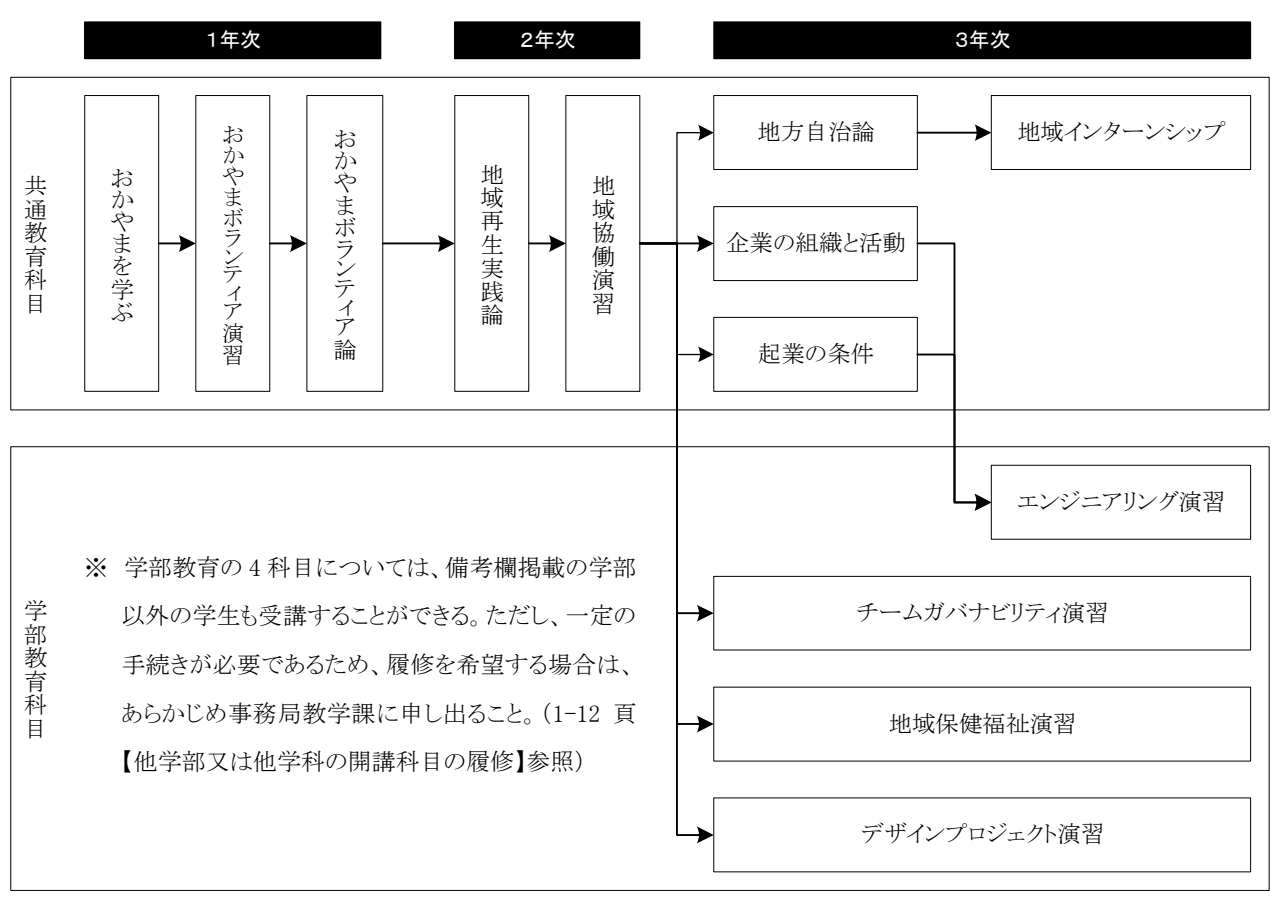 1年次
2年次
3年次
共通教育科目
おかやまを学ぶ
おかやまボランティア演習
おかやまボランティア論
地域再生実践論
地域協働演習
地方自治論
地域インターンシップ
企業の組織と活動
起業の条件
学部教育科目
エンジニアリング演習
チームガバナビリティ演習
地域保健福祉演習
デザインプロジェクト演習
※ 学部教育の4科目については、備考欄掲載の学部
以外の学生も受講することができる。ただし、一定の
手続きが必要であるため、履修を希望する場合は、
あらかじめ事務局教学課に申し出ること。(1-12 頁
【他学部又は他学科の開講科目の履修】参照)